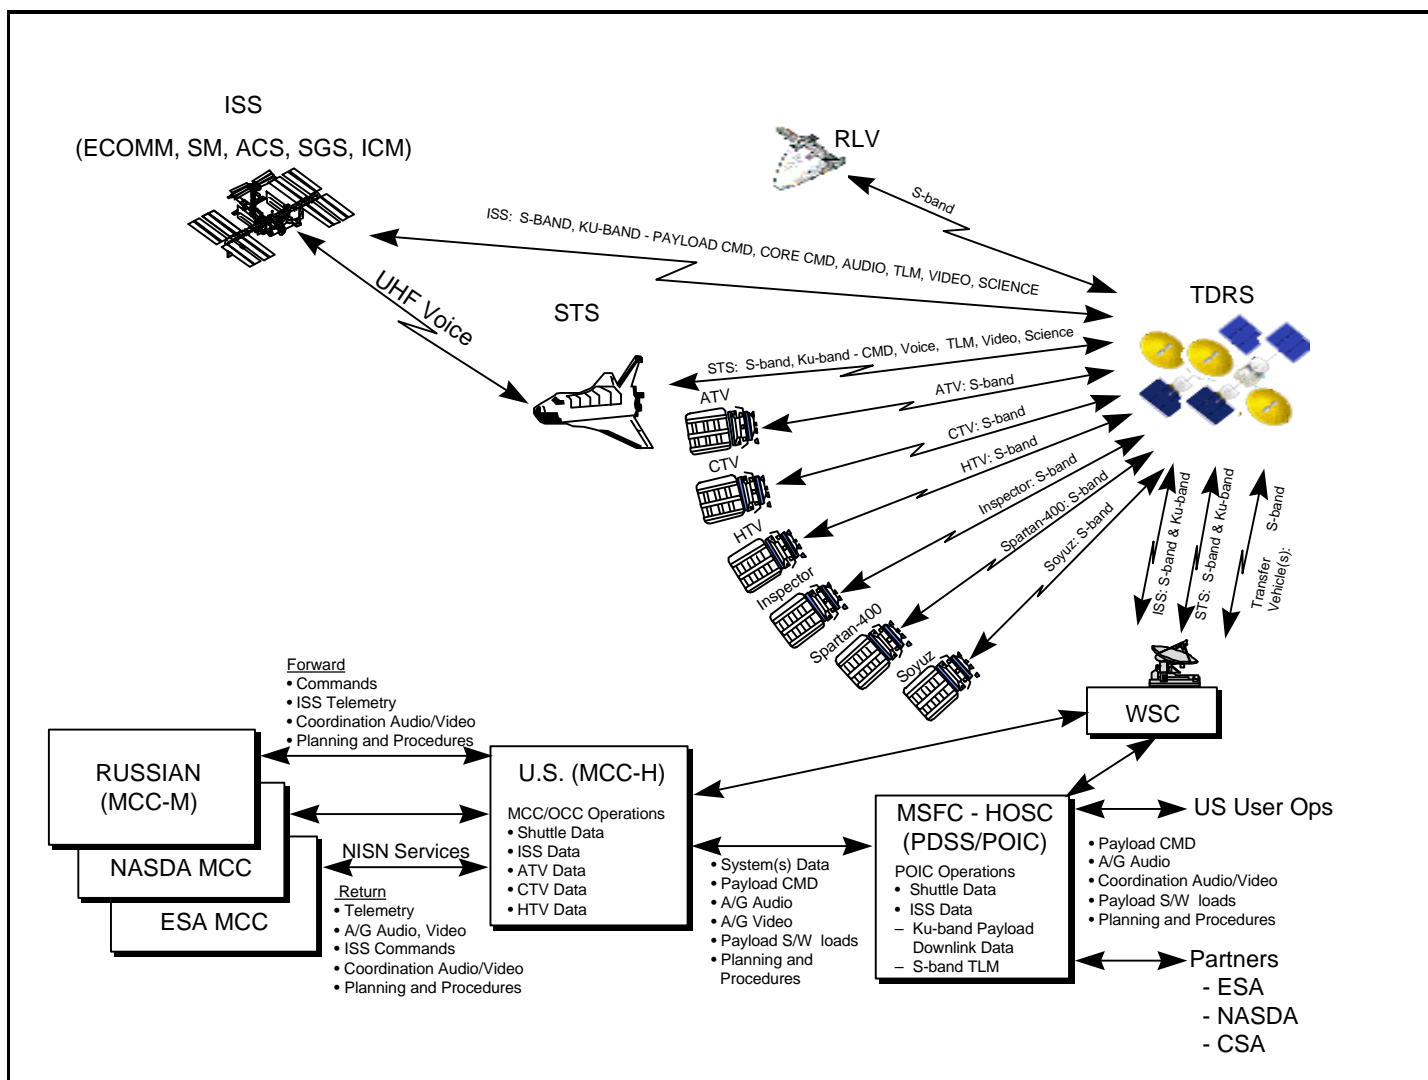 ISS
(ECOMM, SM, ACS, SGS, ICM)
RLV
S-band
ISS: S-BAND, KU-BAND - PAYLOAD CMD, CORE CMD, AUDIO, TLM, VIDEO, SCIENCE
UHF Voice
STS
TDRS
STS: S-band, Ku-band - CMD, Voice, TLM, Video, Science
ATV
ATV: S-band
CTV
CTV: S-band
HTV
HTV: S-band
Inspector
Inspector: S-band
Spartan-400
Spartan-400: S-band
Soyuz
Soyuz: S-band
ISS: S-band & Ku-band
STS: S-band & Ku-band
Transfer
Vehicle(s):
S-band
WSC
Forward
• Commands
• ISS Telemetry
• Coordination Audio/Video
• Planning and Procedures
RUSSIAN
(MCC-M)
NASDA MCC
ESA MCC
NISN Services
Return
• Telemetry
• A/G Audio, Video
• ISS Commands
• Coordination Audio/Video
• Planning and Procedures
U.S. (MCC-H)
MCC/OCC Operations
• Shuttle Data
• ISS Data
• ATV Data
• CTV Data
• HTV Data
• System(s) Data
• Payload CMD
• A/G Audio
• A/G Video
• Payload S/W loads
• Planning and
Procedures
MSFC - HOSC
(PDSS/POIC)
POIC Operations
• Shuttle Data
• ISS Data
– Ku-band Payload
Downlink Data
– S-band TLM
US User Ops
• Payload CMD
• A/G Audio
• Coordination Audio/Video
• Payload S/W loads
• Planning and Procedures
Partners
- ESA
- NASDA
- CSA